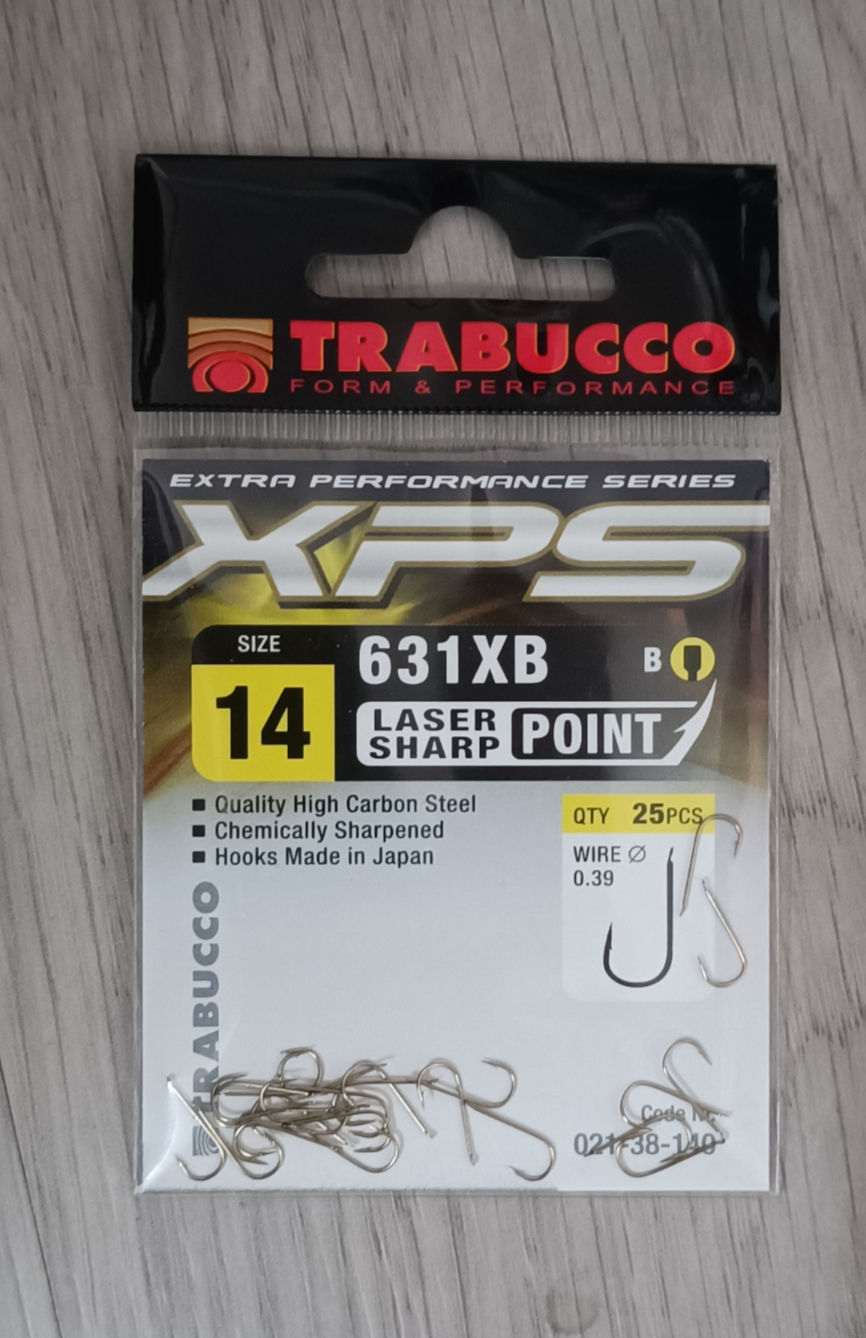 TRABUCCO
FORM & PERFORMANCE
EXTRA PERFORMANCE SERIES
XPS
SIZE
14
631XB
B
LASER
SHARP
POINT
Quality High Carbon Steel
Chemically Sharpened
Hooks Made in Japan
QTY 25PCS
WIRE Ø
0.39
TRABUCCO
Code
021-38-140